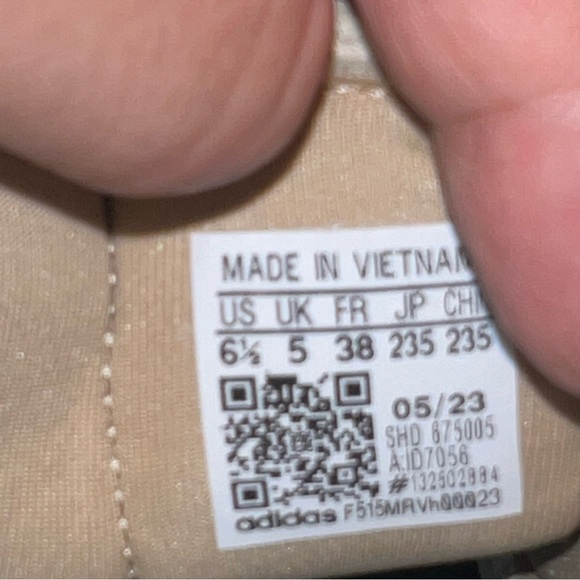 MADE IN VIETNAM
US UK FR JP CHN
6½ 5 38 235 235
05/23
SHD 675005
A:ID7056
#132502884
adidas F515MRVh00023